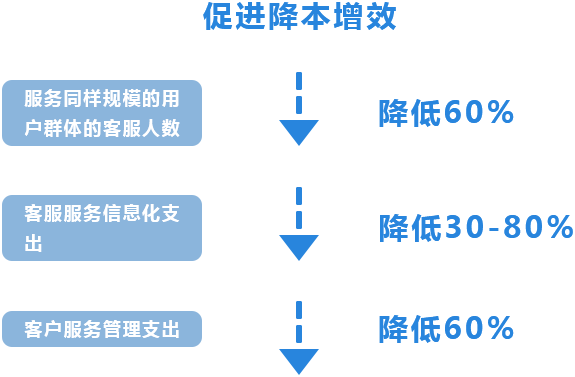 促进降本增效
服务同样规模的用
户群体的客服人数
降低60%
客服服务信息化支
出
降低30-80%
客户服务管理支出
降低60%